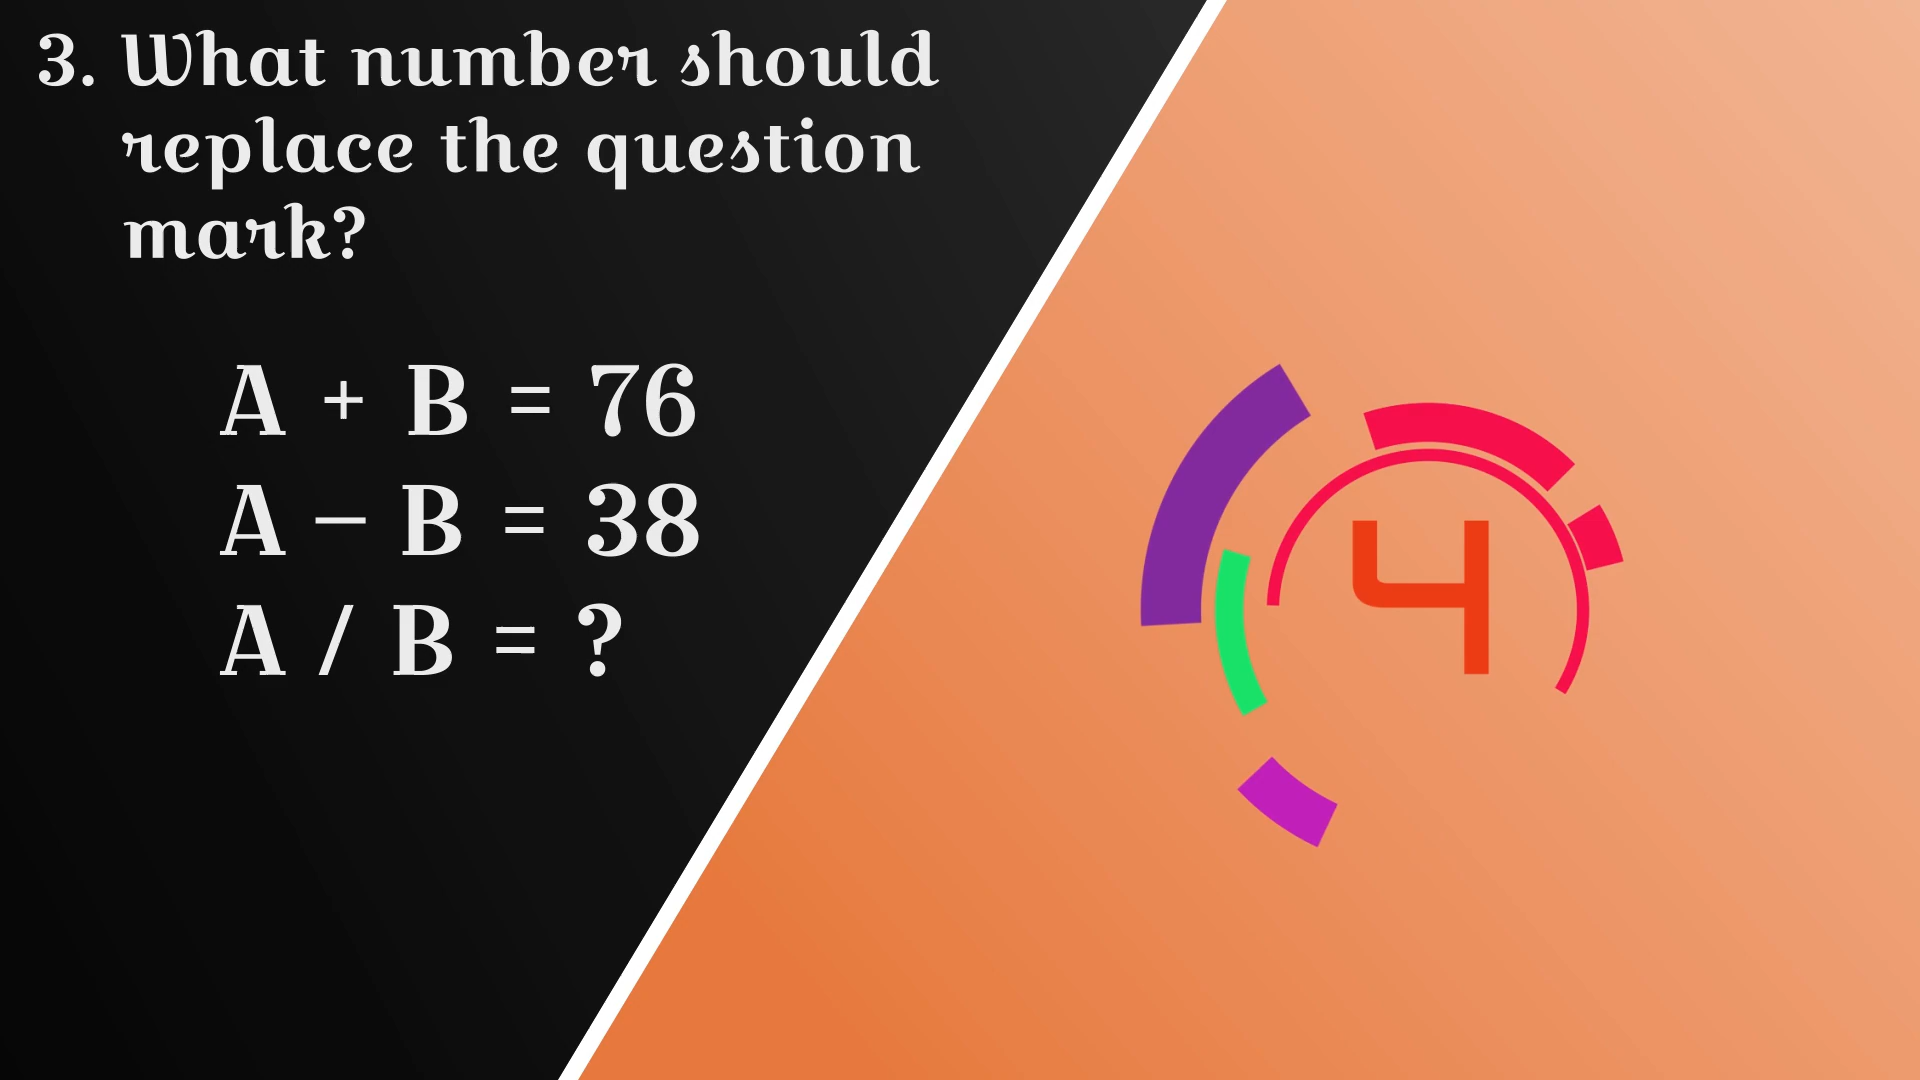 3. What number should
replace the question
mark?
A + B = 76
A – B = 38
A / B = ?
4